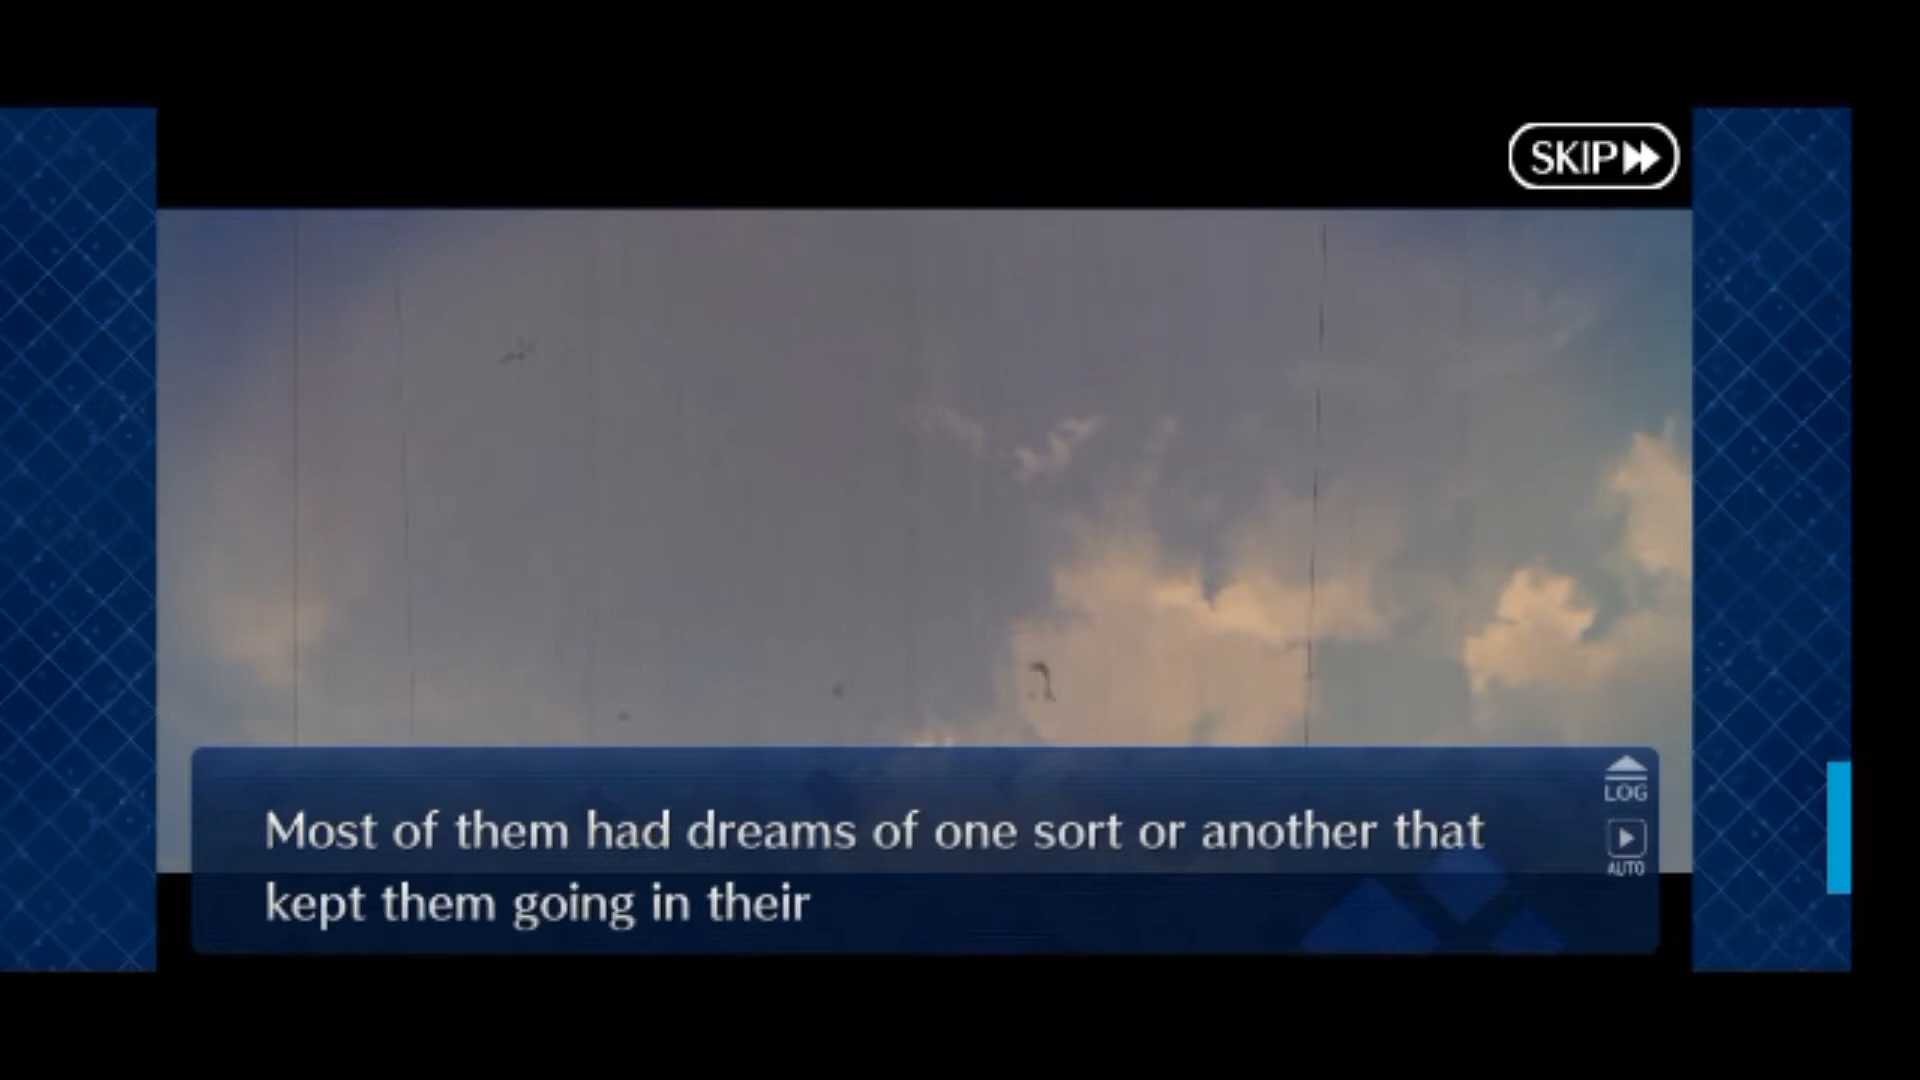 SKIP
Most of them had dreams of one sort or another that
kept them going in their
LOG
AUTO